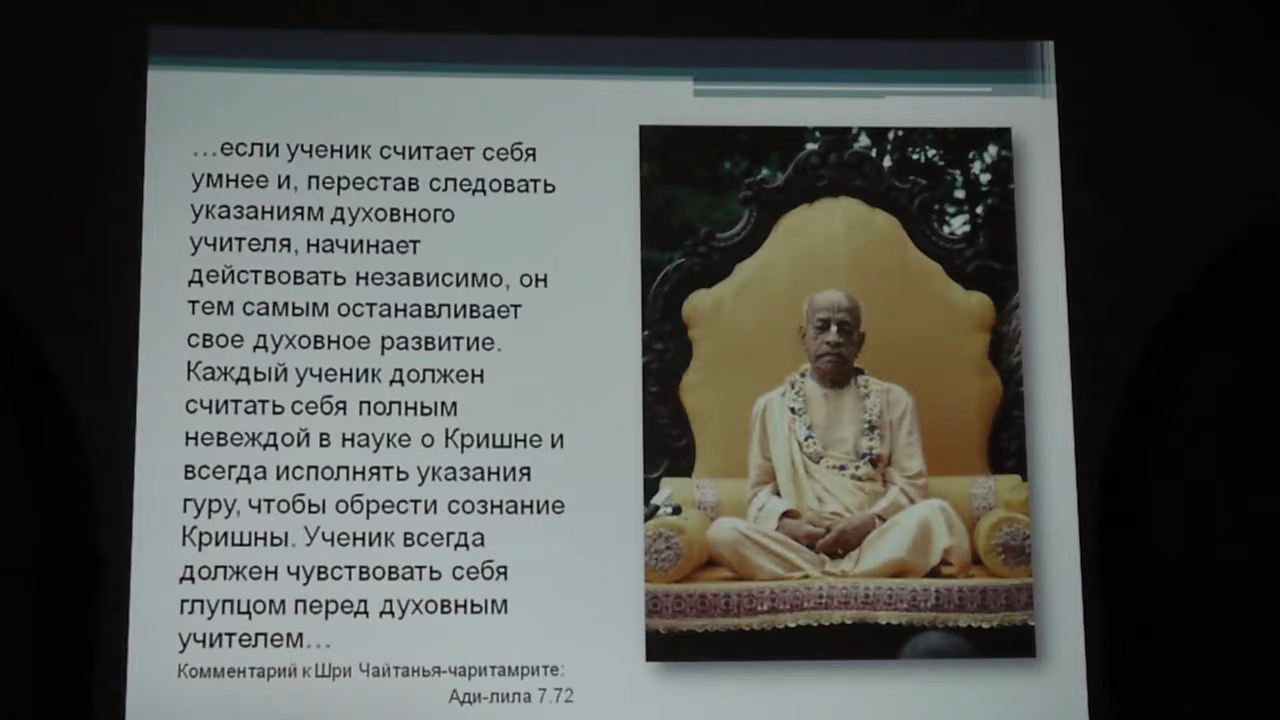 …если ученик считает себя
умнее и, перестав следовать
указаниям духовного
учителя, начинает
действовать независимо, он
тем самым останавливает
свое духовное развитие.
Каждый ученик должен
считать себя полным
невеждой в науке о Кришне и
всегда исполнять указания
гуру, чтобы обрести сознание
Кришны. Ученик всегда
должен чувствовать себя
глупцом перед духовным
учителем…
Комментарий к Шри Чайтанья-чаритамрите:
Ади-лила 7.72